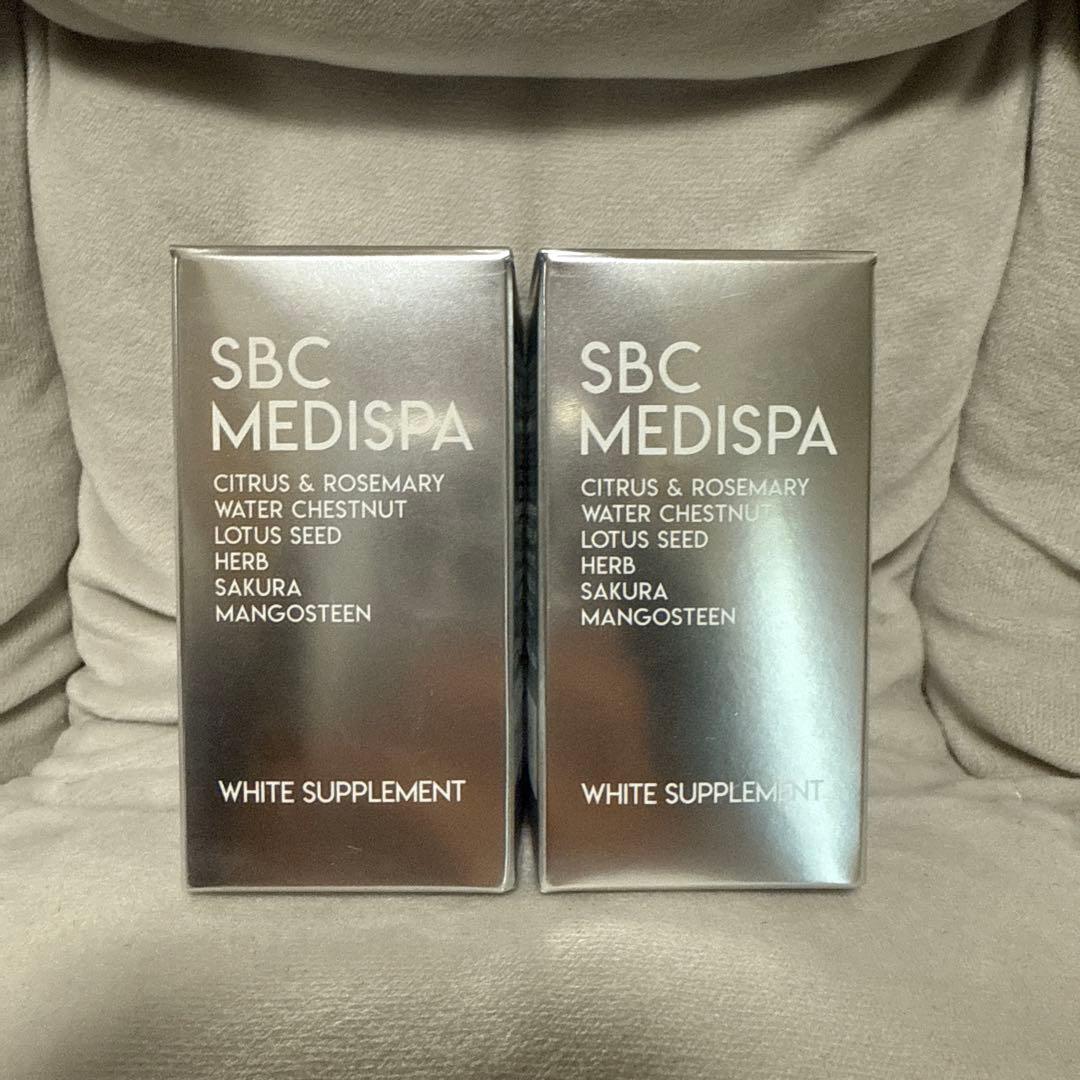 SBC
MEDISPA
CITRUS & ROSEMARY
WATER CHESTNUT
LOTUS SEED
HERB
SAKURA
MANGOSTEEN
WHITE SUPPLEMENT
SBC
MEDISPA
CITRUS & ROSEMARY
WATER CHESTNUT
LOTUS SEED
HERB
SAKURA
MANGOSTEEN
WHITE SUPPLEMENT